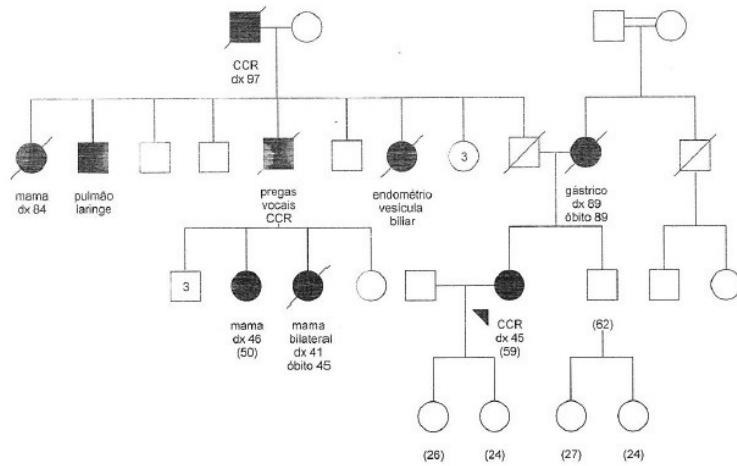 CCR
dx 97
3
mama
dx 84
pulmão
laringe
pregas
vocais
CCR
endométrio
vesícula
biliar
gástrico
dx 89
óbito 89
3
mama
dx 46
(50)
mama
bilateral
dx 41
óbito 45
CCR
dx 45
(59)
(62)
(26)
(24)
(27)
(24)